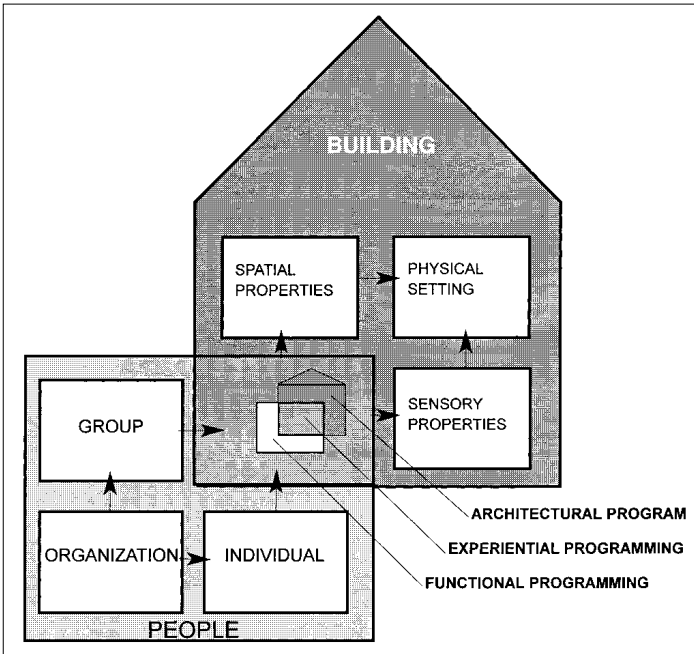 BUILDING
SPATIAL
PROPERTIES
PHYSICAL
SETTING
GROUP
SENSORY
PROPERTIES
ARCHITECTURAL PROGRAM
EXPERIENTIAL PROGRAMMING
FUNCTIONAL PROGRAMMING
ORGANIZATION
INDIVIDUAL
PEOPLE